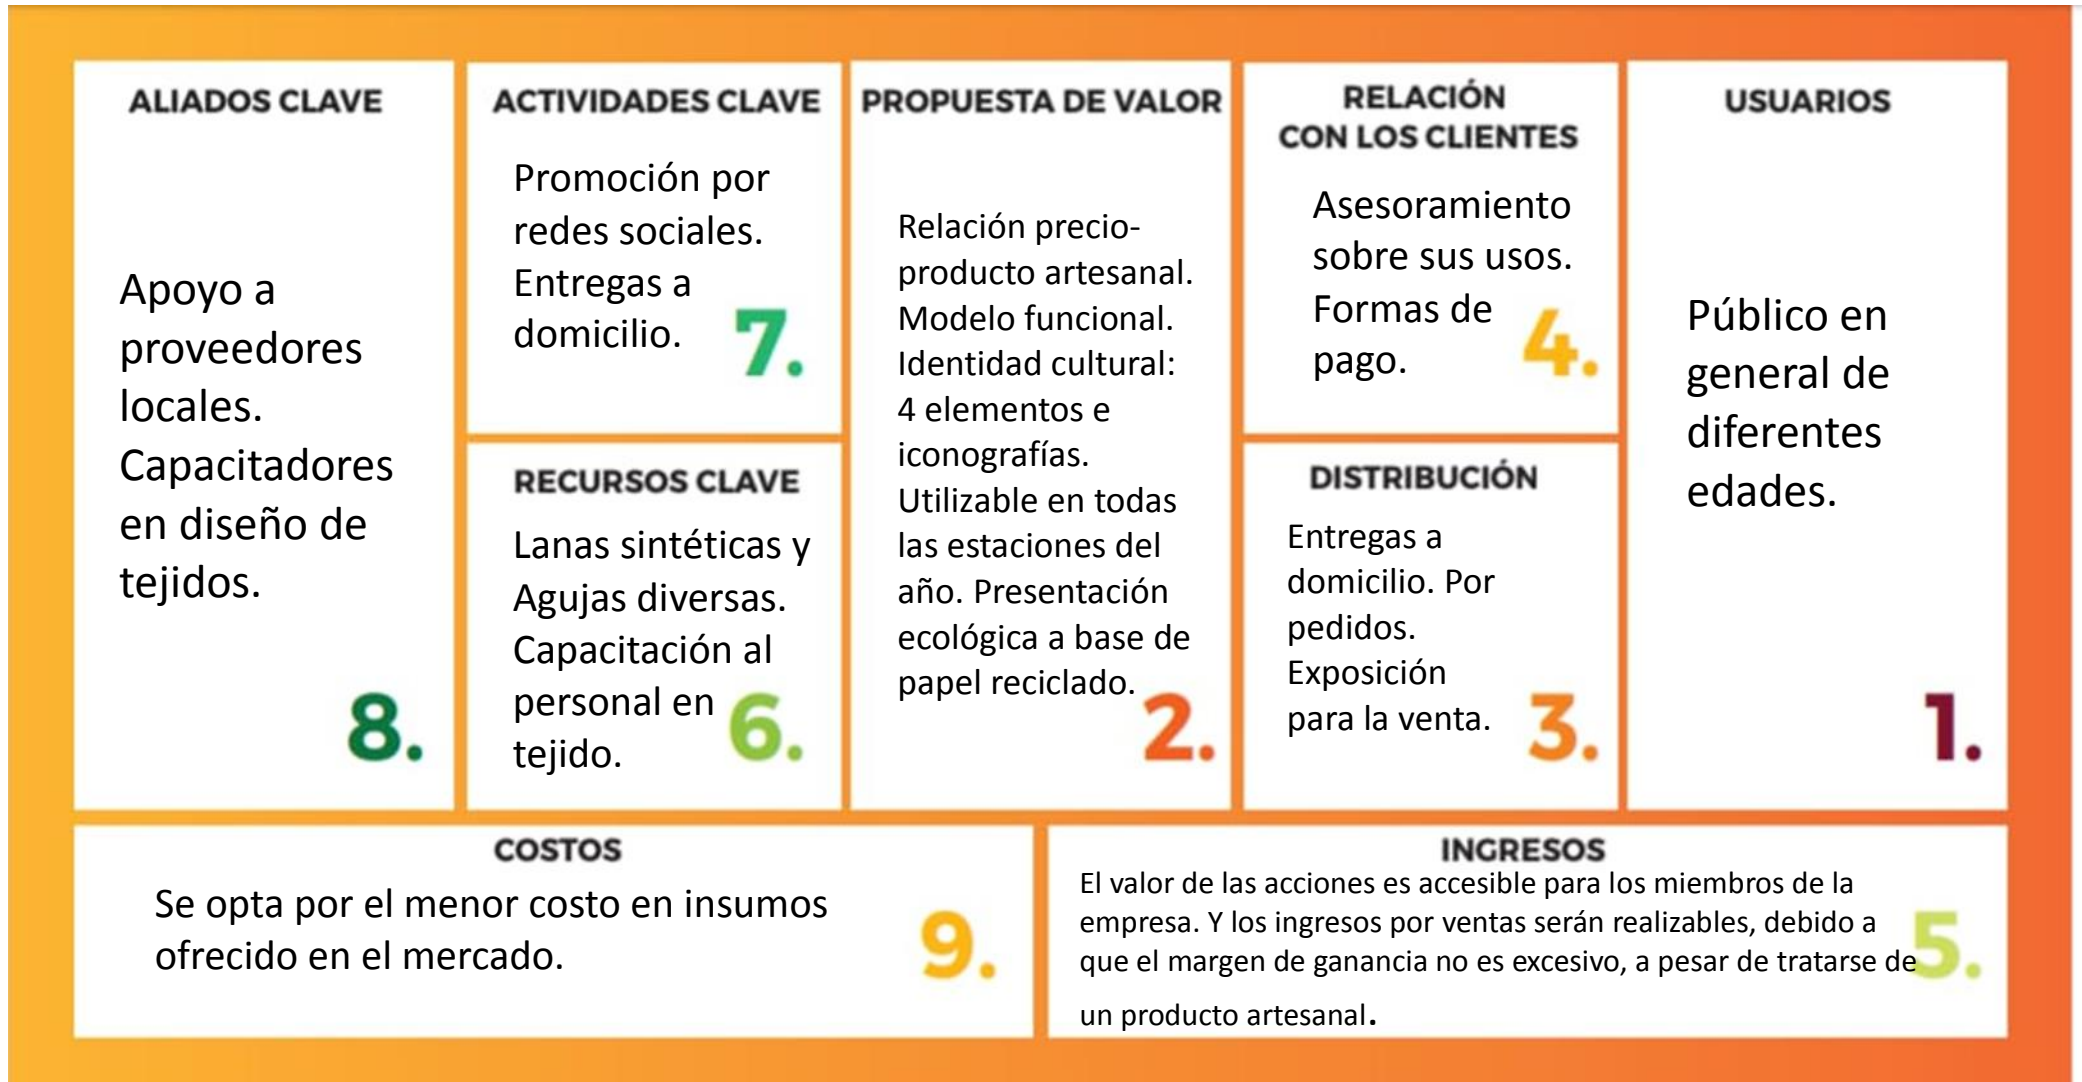 ALIADOS CLAVE
Apoyo a
proveedores
locales.
Capacitadores
en diseño de
tejidos.
8.
ACTIVIDADES CLAVE
Promoción por
redes sociales.
Entregas a
domicilio.
7.
RECURSOS CLAVE
Lanas sintéticas y
Agujas diversas.
Capacitación al
personal en
tejido.
6.
PROPUESTA DE VALOR
Relación precio-
producto artesanal.
Modelo funcional.
Identidad cultural:
4 elementos e
iconografías.
Utilizable en todas
las estaciones del
año. Presentación
ecológica a base de
papel reciclado.
2.
RELACIÓN
CON LOS CLIENTES
Asesoramiento
sobre sus usos.
Formas de
pago.
4.
DISTRIBUCIÓN
Entregas a
domicilio. Por
pedidos.
Exposición
para la venta.
3.
USUARIOS
Público en
general de
diferentes
edades.
1.
COSTOS
Se opta por el menor costo en insumos
ofrecido en el mercado.
9.
INGRESOS
El valor de las acciones es accesible para los miembros de la
empresa. Y los ingresos por ventas serán realizables, debido a
que el margen de ganancia no es excesivo, a pesar de tratarse de
un producto artesanal.
5.